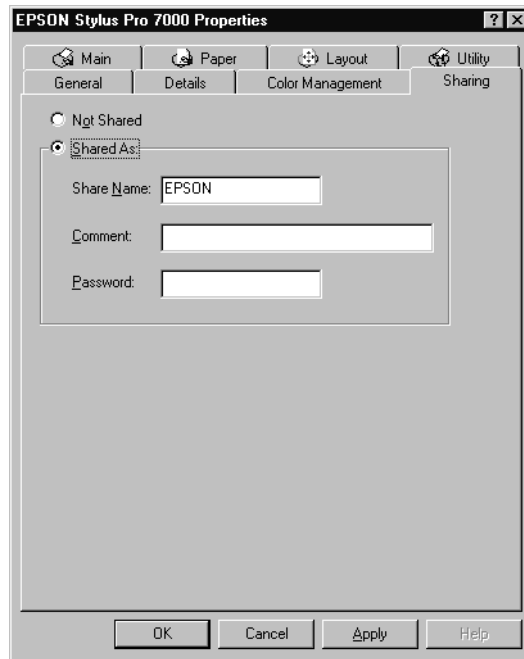 EPSON Stylus Pro 7000 Properties
Main Paper Layout Utility
General Details Color Management Sharing
Not Shared
Shared As:
Share Name: EPSON
Comment:
Password:
OK Cancel Apply Help